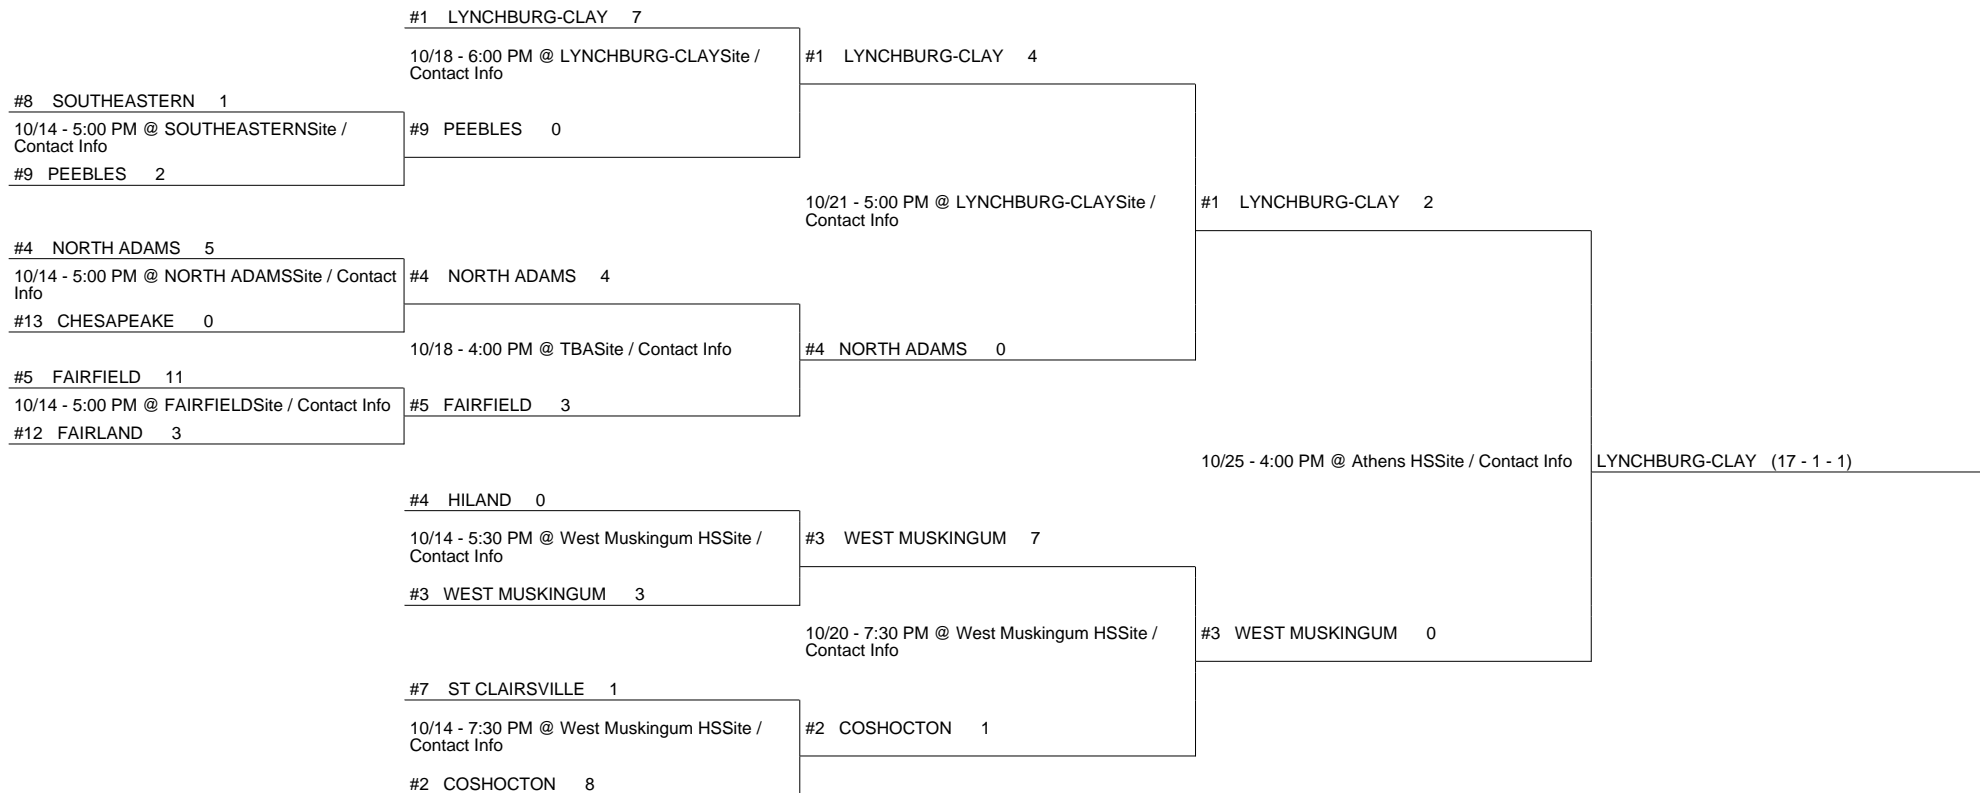 #1 LYNCHBURG-CLAY 7
10/18 - 6:00 PM @ LYNCHBURG-CLAYSite /
Contact Info
#1 LYNCHBURG-CLAY 4
#8 SOUTHEASTERN 1
10/14 - 5:00 PM @ SOUTHEASTERNSite /
Contact Info
#9 PEEBLES 0
#9 PEEBLES 2
10/21 - 5:00 PM @ LYNCHBURG-CLAYSite /
Contact Info
#1 LYNCHBURG-CLAY 2
#4 NORTH ADAMS 5
10/14 - 5:00 PM @ NORTH ADAMSSite / Contact
Info
#4 NORTH ADAMS 4
#13 CHESAPEAKE 0
10/18 - 4:00 PM @ TBASite / Contact Info
#4 NORTH ADAMS 0
#5 FAIRFIELD 11
10/14 - 5:00 PM @ FAIRFIELDSite / Contact Info
#5 FAIRFIELD 3
#12 FAIRLAND 3
10/25 - 4:00 PM @ Athens HSSite / Contact Info
LYNCHBURG-CLAY (17 - 1 - 1)
#4 HILAND 0
10/14 - 5:30 PM @ West Muskingum HSSite /
Contact Info
#3 WEST MUSKINGUM 7
#3 WEST MUSKINGUM 3
10/20 - 7:30 PM @ West Muskingum HSSite /
Contact Info
#3 WEST MUSKINGUM 0
#7 ST CLAIRSVILLE 1
10/14 - 7:30 PM @ West Muskingum HSSite /
Contact Info
#2 COSHOCTON 1
#2 COSHOCTON 8